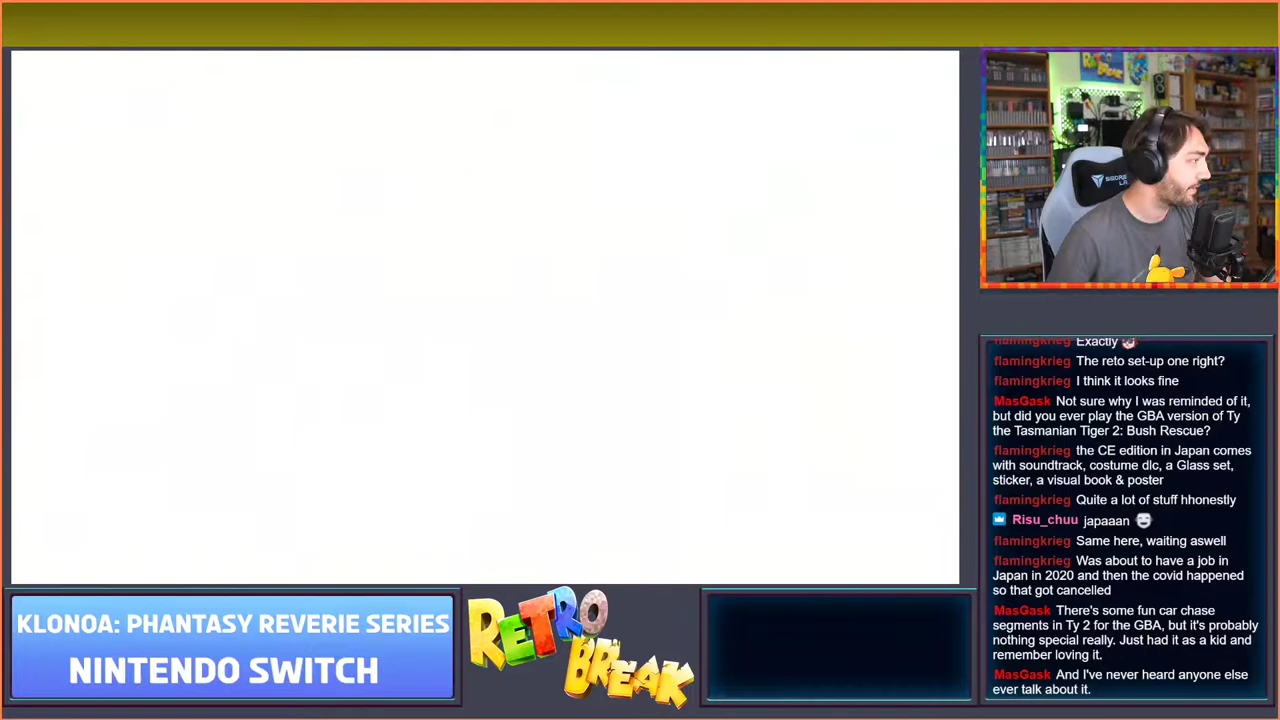 flamingkrieg Exactly
flamingkrieg The reto set-up one right?
flamingkrieg I think it looks fine
MasGask Not sure why I was reminded of it,
but did you ever play the GBA version of Ty
the Tasmanian Tiger 2: Bush Rescue?
flamingkrieg the CE edition in Japan comes
with soundtrack, costume dlc, a Glass set,
sticker, a visual book & poster
flamingkrieg Quite a lot of stuff hhonestly
Risu_chuu japaaan
flamingkrieg Same here, waiting aswell
flamingkrieg Was about to have a job in
Japan in 2020 and then the covid happened
so that got cancelled
MasGask There's some fun car chase
segments in Ty 2 for the GBA, but it's probably
nothing special really. Just had it as a kid and
remember loving it.
MasGask And I've never heard anyone else
ever talk about it.
KLONOA: PHANTASY REVERIE SERIES
NINTENDO SWITCH
RETRO
BREAK